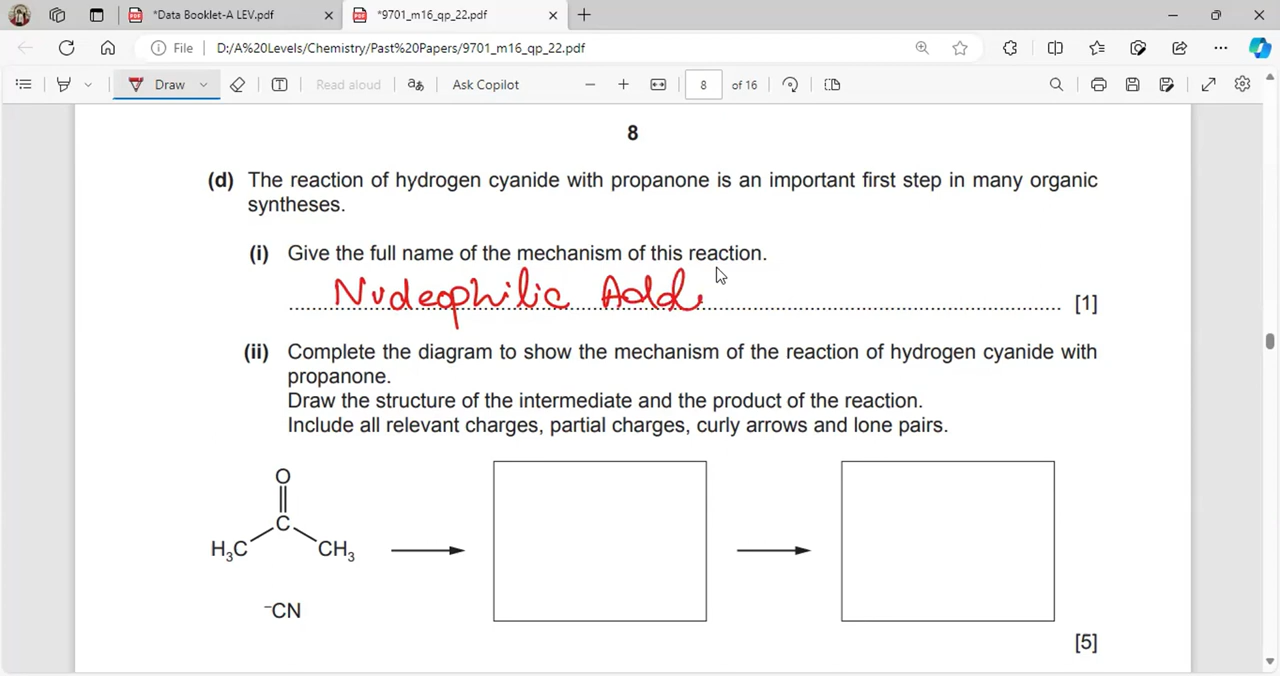 *Data Booklet-A LEV.pdf
*9701_m16_qp_22.pdf
File D:/A%20Levels/Chemistry/Past%20Papers/9701_m16_qp_22.pdf
Draw Read aloud aあ Ask Copilot 8 of 16
8
(d) The reaction of hydrogen cyanide with propanone is an important first step in many organic
syntheses.
(i) Give the full name of the mechanism of this reaction.
Nucleophilic Addi
[1]
(ii) Complete the diagram to show the mechanism of the reaction of hydrogen cyanide with
propanone.
Draw the structure of the intermediate and the product of the reaction.
Include all relevant charges, partial charges, curly arrows and lone pairs.
O
C
H₃C CH₃
⁻CN
[5]